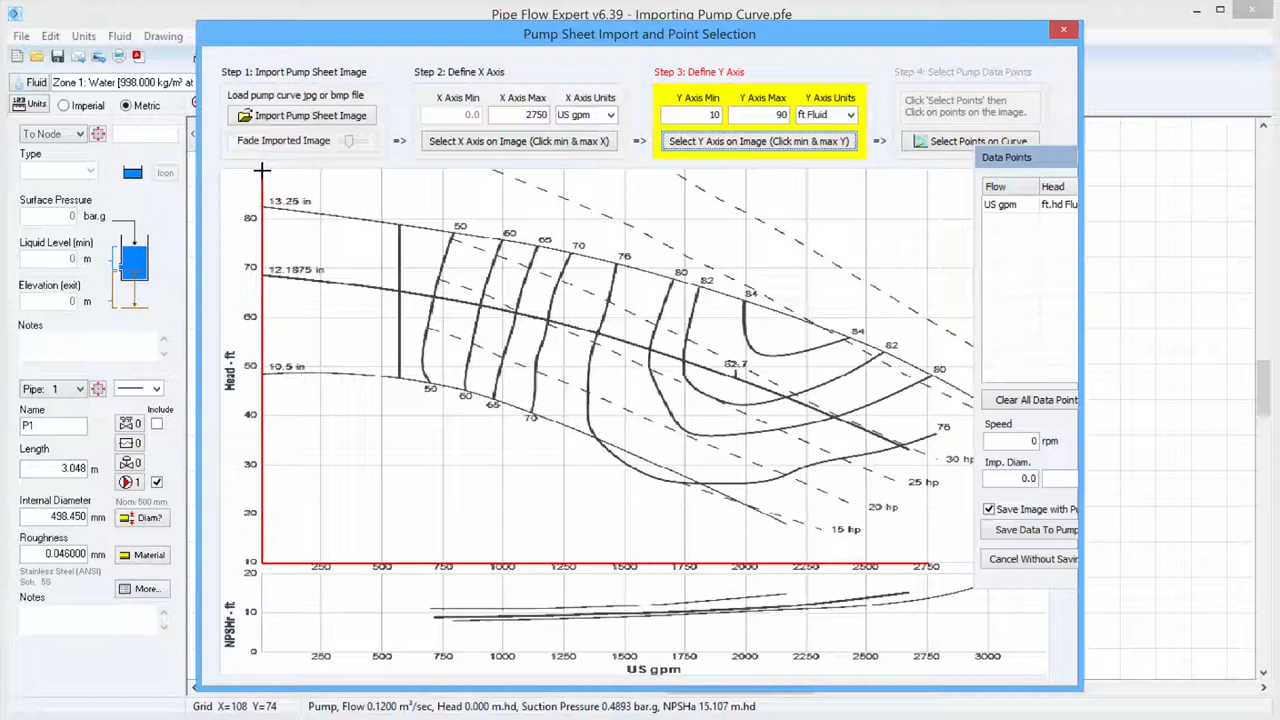 Pipe Flow Expert v6.39 - Importing Pump Curve.pfe
File Edit Units Fluid Drawing
Fluid Zone 1: Water [998.000 kg/m³ at
Units Imperial Metric
To Node
Type
Icon
Surface Pressure
0 bar.g
Liquid Level (min)
0 m
Elevation (exit)
0 m
Notes
Pipe: 1
Name Include
P1
Length
3.048 m
Internal Diameter Nom: 500 mm
498.450 mm Diam?
Roughness
0.046000 mm Material
Stainless Steel (ANSI)
Sch. 5S
More...
Notes
Pump Sheet Import and Point Selection
Step 1: Import Pump Sheet Image
Load pump curve jpg or bmp file
Import Pump Sheet Image
Fade Imported Image =>
Step 2: Define X Axis
X Axis Min X Axis Max X Axis Units
0.0 2750 US gpm
Select X Axis on Image (Click min & max X) =>
Step 3: Define Y Axis
Y Axis Min Y Axis Max Y Axis Units
10 90 ft Fluid
Select Y Axis on Image (Click min & max Y) =>
Step 4: Select Pump Data Points
Click 'Select Points' then
Click on points on the image.
Select Points on Curve
Data Points
Flow Head
US gpm ft.hd Flu
Clear All Data Point
Speed
0 rpm
Imp. Diam.
0.0
Save Image with Pu
Save Data To Pump
Cancel Without Savin
13.25 in
80
50 60 65 70 76
70 12.1875 in
80 82 84
60
84 82
50 10.5 in
82.7
80
50 60 65 70
40
76
30 30 hp
25 hp
20 20 hp
15 hp
10 250 500 750 1000 1250 1500 1750 2000 2250 2500 2750
Head - ft
20
10
0
NPSHr - ft
250 500 750 1000 1250 1500 1750 2000 2250 2500 2750 3000
US gpm
Grid X=108 Y=74 Pump, Flow 0.1200 m³/sec, Head 0.000 m.hd, Suction Pressure 0.4893 bar.g, NPSHa 15.107 m.hd